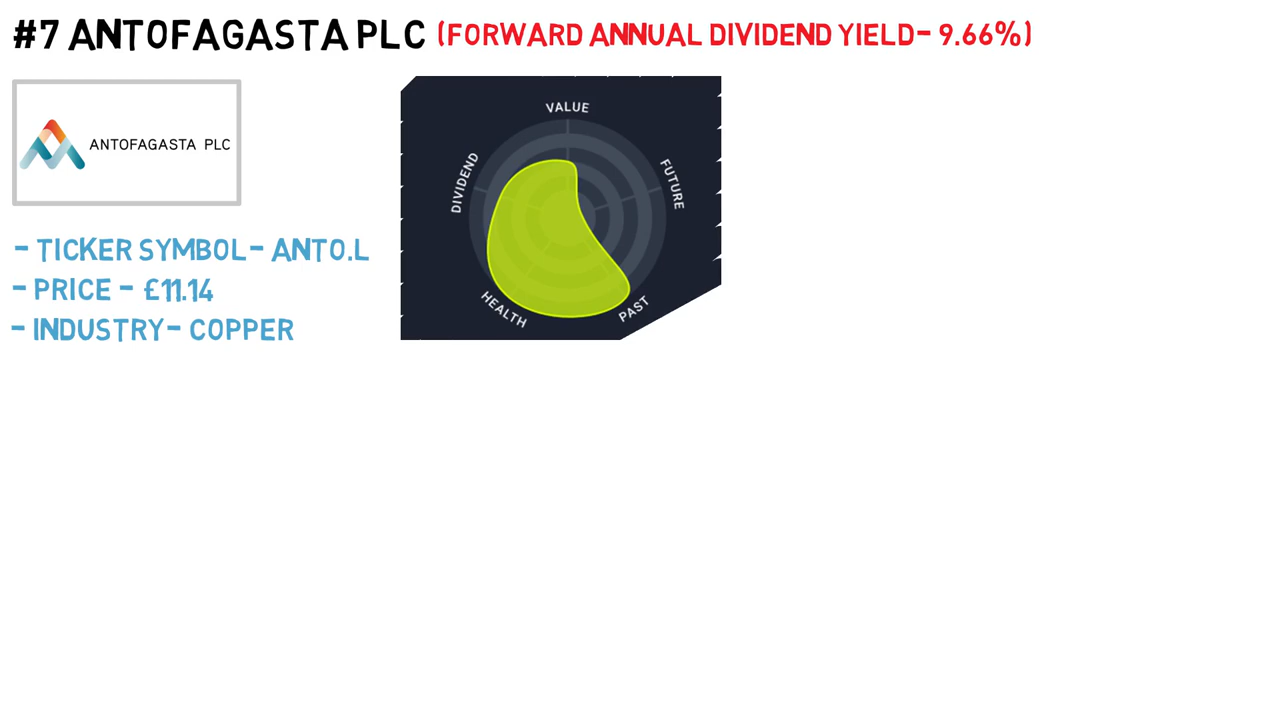 #7 ANTOFAGASTA PLC (FORWARD ANNUAL DIVIDEND YIELD- 9.66%)
ANTOFAGASTA PLC
- TICKER SYMBOL- ANTO.L
- PRICE - £11.14
- INDUSTRY- COPPER
VALUE
FUTURE
PAST
HEALTH
DIVIDEND